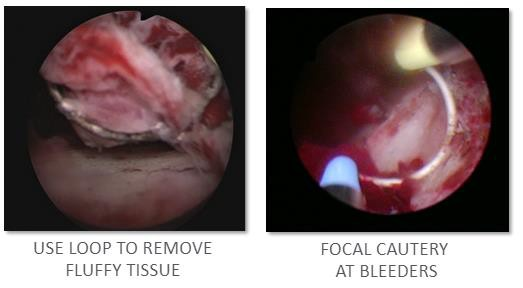 USE LOOP TO REMOVE
FLUFFY TISSUE
FOCAL CAUTERY
AT BLEEDERS